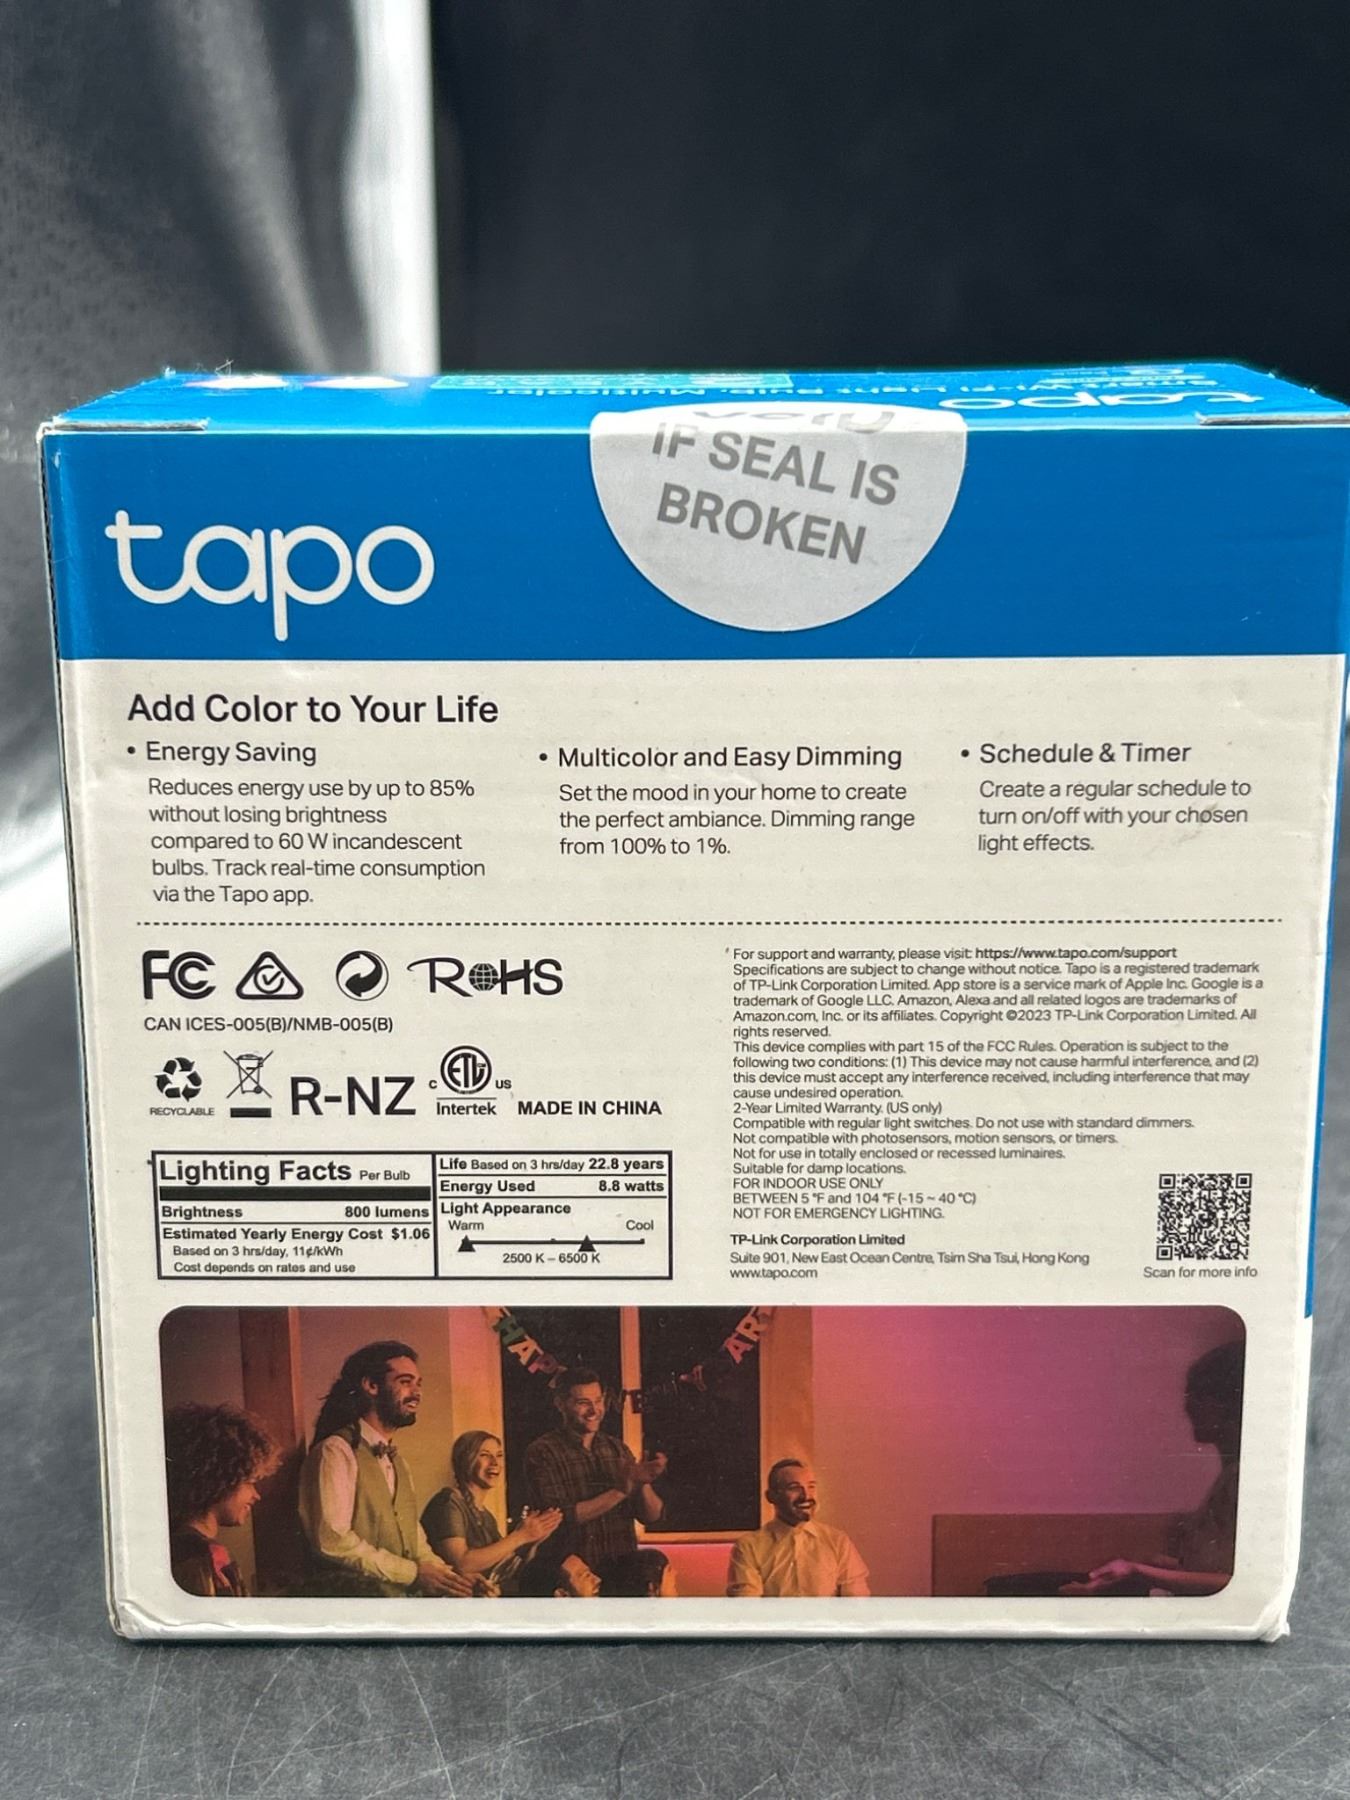 Smart Wi-Fi Light Bulb, Multicolor
tapo
IF SEAL IS
BROKEN
tapo
Add Color to Your Life
• Energy Saving
Reduces energy use by up to 85%
without losing brightness
compared to 60 W incandescent
bulbs. Track real-time consumption
via the Tapo app.
• Multicolor and Easy Dimming
Set the mood in your home to create
the perfect ambiance. Dimming range
from 100% to 1%.
• Schedule & Timer
Create a regular schedule to
turn on/off with your chosen
light effects.
FC
RoHS
CAN ICES-005(B)/NMB-005(B)
RECYCLABLE
R-NZ
c ETL us
Intertek
MADE IN CHINA
Lighting Facts Per Bulb
Brightness 800 lumens
Estimated Yearly Energy Cost $1.06
Based on 3 hrs/day, 11¢/kWh
Cost depends on rates and use
Life Based on 3 hrs/day 22.8 years
Energy Used 8.8 watts
Light Appearance
Warm Cool
2500 K – 6500 K
* For support and warranty, please visit: https://www.tapo.com/support
Specifications are subject to change without notice. Tapo is a registered trademark
of TP-Link Corporation Limited. App store is a service mark of Apple Inc. Google is a
trademark of Google LLC. Amazon, Alexa and all related logos are trademarks of
Amazon.com, Inc. or its affiliates. Copyright ©2023 TP-Link Corporation Limited. All
rights reserved.
This device complies with part 15 of the FCC Rules. Operation is subject to the
following two conditions: (1) This device may not cause harmful interference, and (2)
this device must accept any interference received, including interference that may
cause undesired operation.
2-Year Limited Warranty. (US only)
Compatible with regular light switches. Do not use with standard dimmers.
Not compatible with photosensors, motion sensors, or timers.
Not for use in totally enclosed or recessed luminaires.
Suitable for damp locations.
FOR INDOOR USE ONLY
BETWEEN 5 °F and 104 °F (-15 ~ 40 °C)
NOT FOR EMERGENCY LIGHTING.
TP-Link Corporation Limited
Suite 901, New East Ocean Centre, Tsim Sha Tsui, Hong Kong
www.tapo.com
Scan for more info
HAP
AR